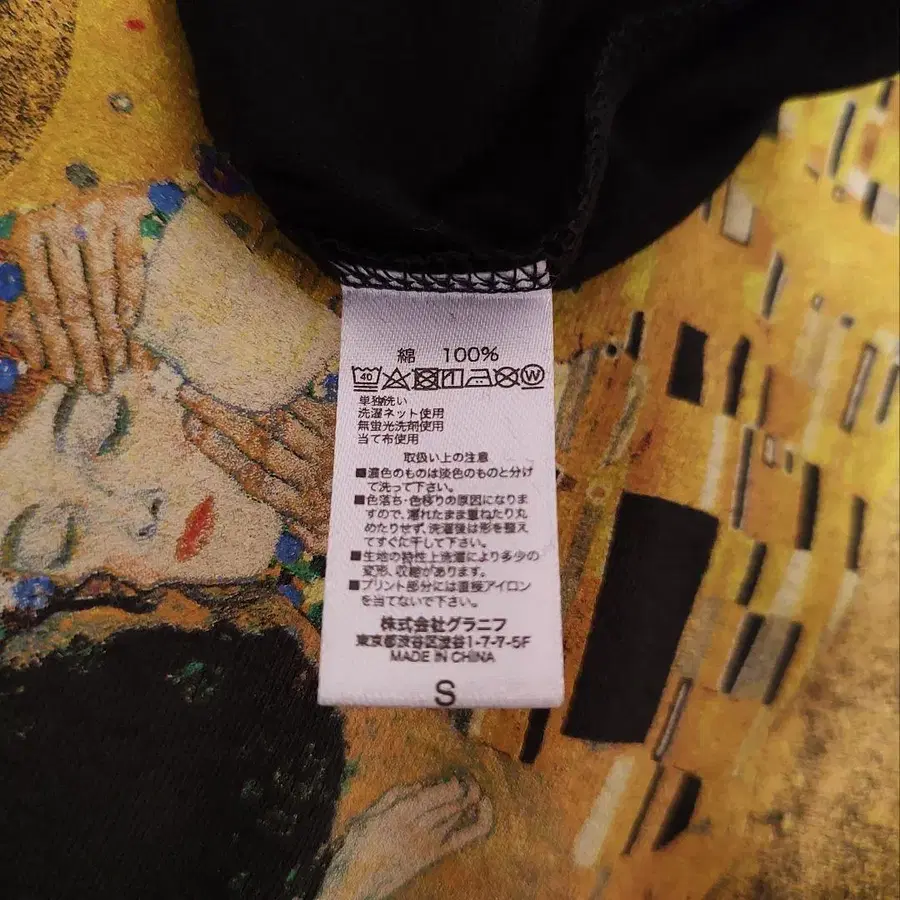 綿 100%
40 W
単独洗い
洗濯ネット使用
無蛍光洗剤使用
当て布使用
取扱い上の注意
■濃色のものは淡色のものと分け
て洗って下さい。
■色落ち・色移りの原因になりま
すので、濡れたまま重ねたり丸
めたりせず、洗濯後は形を整え
てすぐに干して下さい。
■生地の特性上洗濯により多少の
変形、収縮があります。
■プリント部分には直接アイロン
を当てないで下さい。
株式会社グラニフ
東京都渋谷区渋谷1-7-7-5F
MADE IN CHINA
S